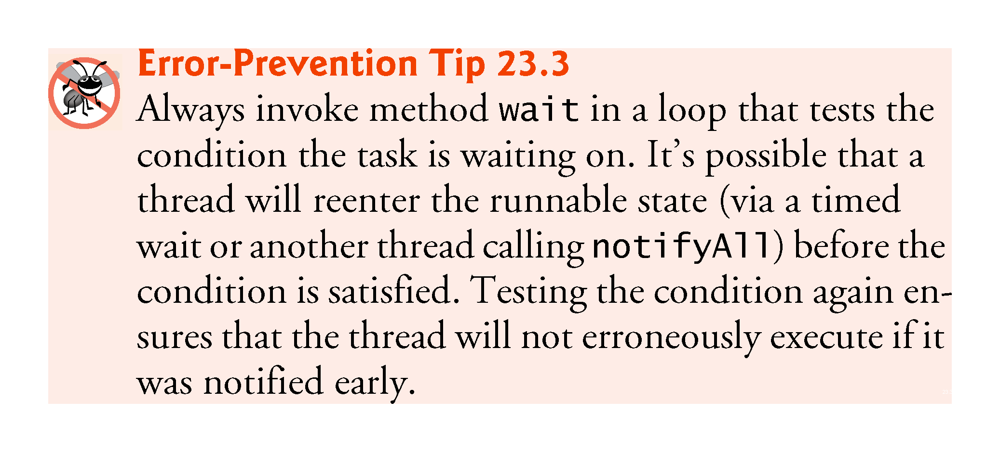 Error-Prevention Tip 23.3
Always invoke method wait in a loop that tests the
condition the task is waiting on. It’s possible that a
thread will reenter the runnable state (via a timed
wait or another thread calling notifyAll) before the
condition is satisfied. Testing the condition again en-
sures that the thread will not erroneously execute if it
was notified early.